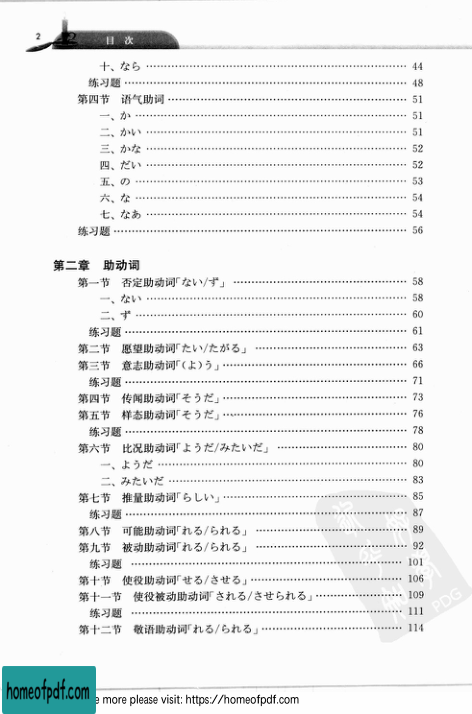 2 目 次
十、なら ………… 44
练习题 ………… 48
第四节 语气助词 ………… 51
一、か ………… 51
二、かい ………… 51
三、かな ………… 52
四、だい ………… 52
五、の ………… 53
六、な ………… 54
七、なあ ………… 54
练习题 ………… 56
第二章 助动词
第一节 否定助动词「ない/ず」 ………… 58
一、ない ………… 58
二、ず ………… 60
练习题 ………… 61
第二节 愿望助动词「たい/たがる」 ………… 63
第三节 意志助动词「(よ)う」 ………… 66
练习题 ………… 71
第四节 传闻助动词「そうだ」 ………… 73
第五节 样态助动词「そうだ」 ………… 76
练习题 ………… 78
第六节 比况助动词「ようだ/みたいだ」 ………… 80
一、ようだ ………… 80
二、みたいだ ………… 83
第七节 推量助动词「らしい」 ………… 85
练习题 ………… 87
第八节 可能助动词「れる/られる」 ………… 89
第九节 被动助动词「れる/られる」 ………… 92
练习题 ………… 101
第十节 使役助动词「せる/させる」 ………… 106
第十一节 使役被动助动词「される/させられる」 ………… 109
练习题 ………… 111
第十二节 敬语助动词「れる/られる」 ………… 114
PDG
homeofpdf.com
e more please visit: https://homeofpdf.com